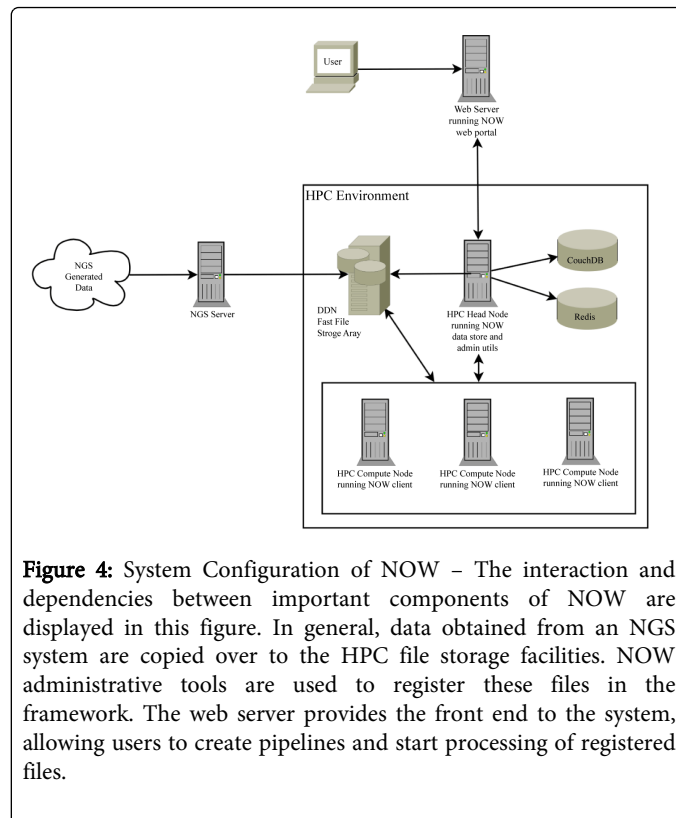 User
Web Server
running NOW
web portal
HPC Environment
NGS
Generated
Data
NGS Server
DDN
Fast File
Stroge Aray
HPC Head Node
running NOW
data store and
admin utils
CouchDB
Redis
HPC Compute Node
running NOW client
HPC Compute Node
running NOW client
HPC Compute Node
running NOW client
Figure 4: System Configuration of NOW – The interaction and
dependencies between important components of NOW are
displayed in this figure. In general, data obtained from an NGS
system are copied over to the HPC file storage facilities. NOW
administrative tools are used to register these files in the
framework. The web server provides the front end to the system,
allowing users to create pipelines and start processing of registered
files.